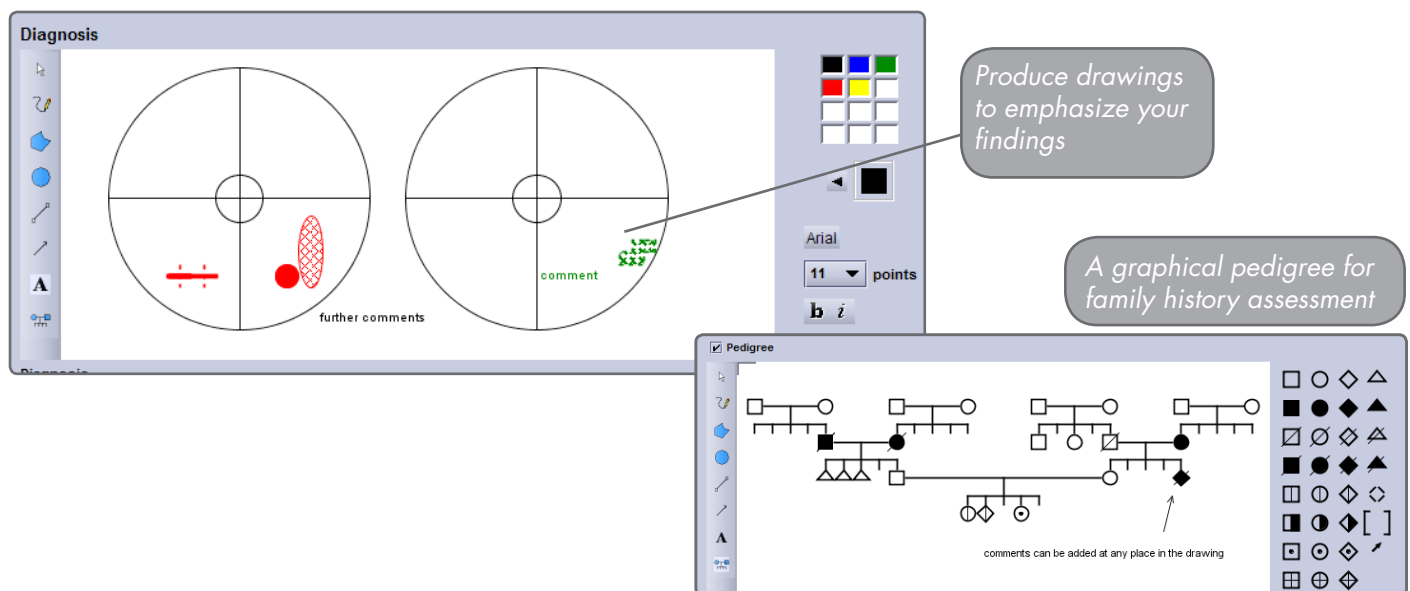 Diagnosis
A
comment
further comments
Arial
11 points
b i
Produce drawings
to emphasize your
findings
A graphical pedigree for
family history assessment
Pedigree
A
comments can be added at any place in the drawing